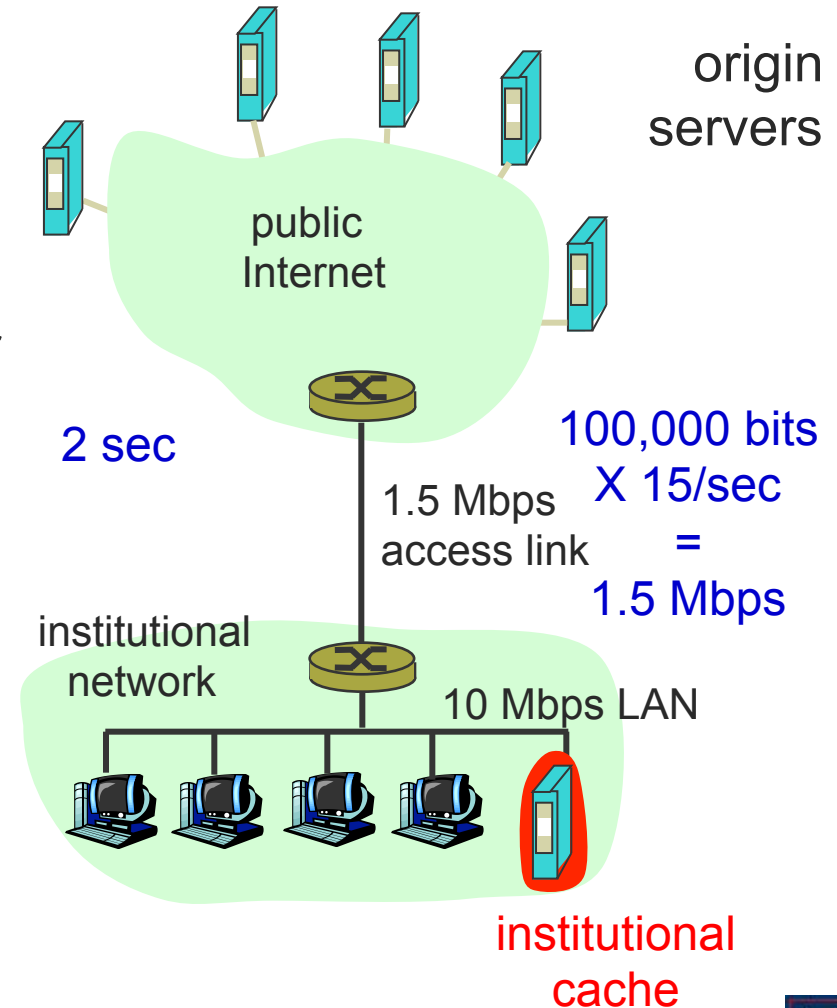 origin
servers
public
Internet
2 sec
100,000 bits
X 15/sec
=
1.5 Mbps
1.5 Mbps
access link
institutional
network
10 Mbps LAN
institutional
cache